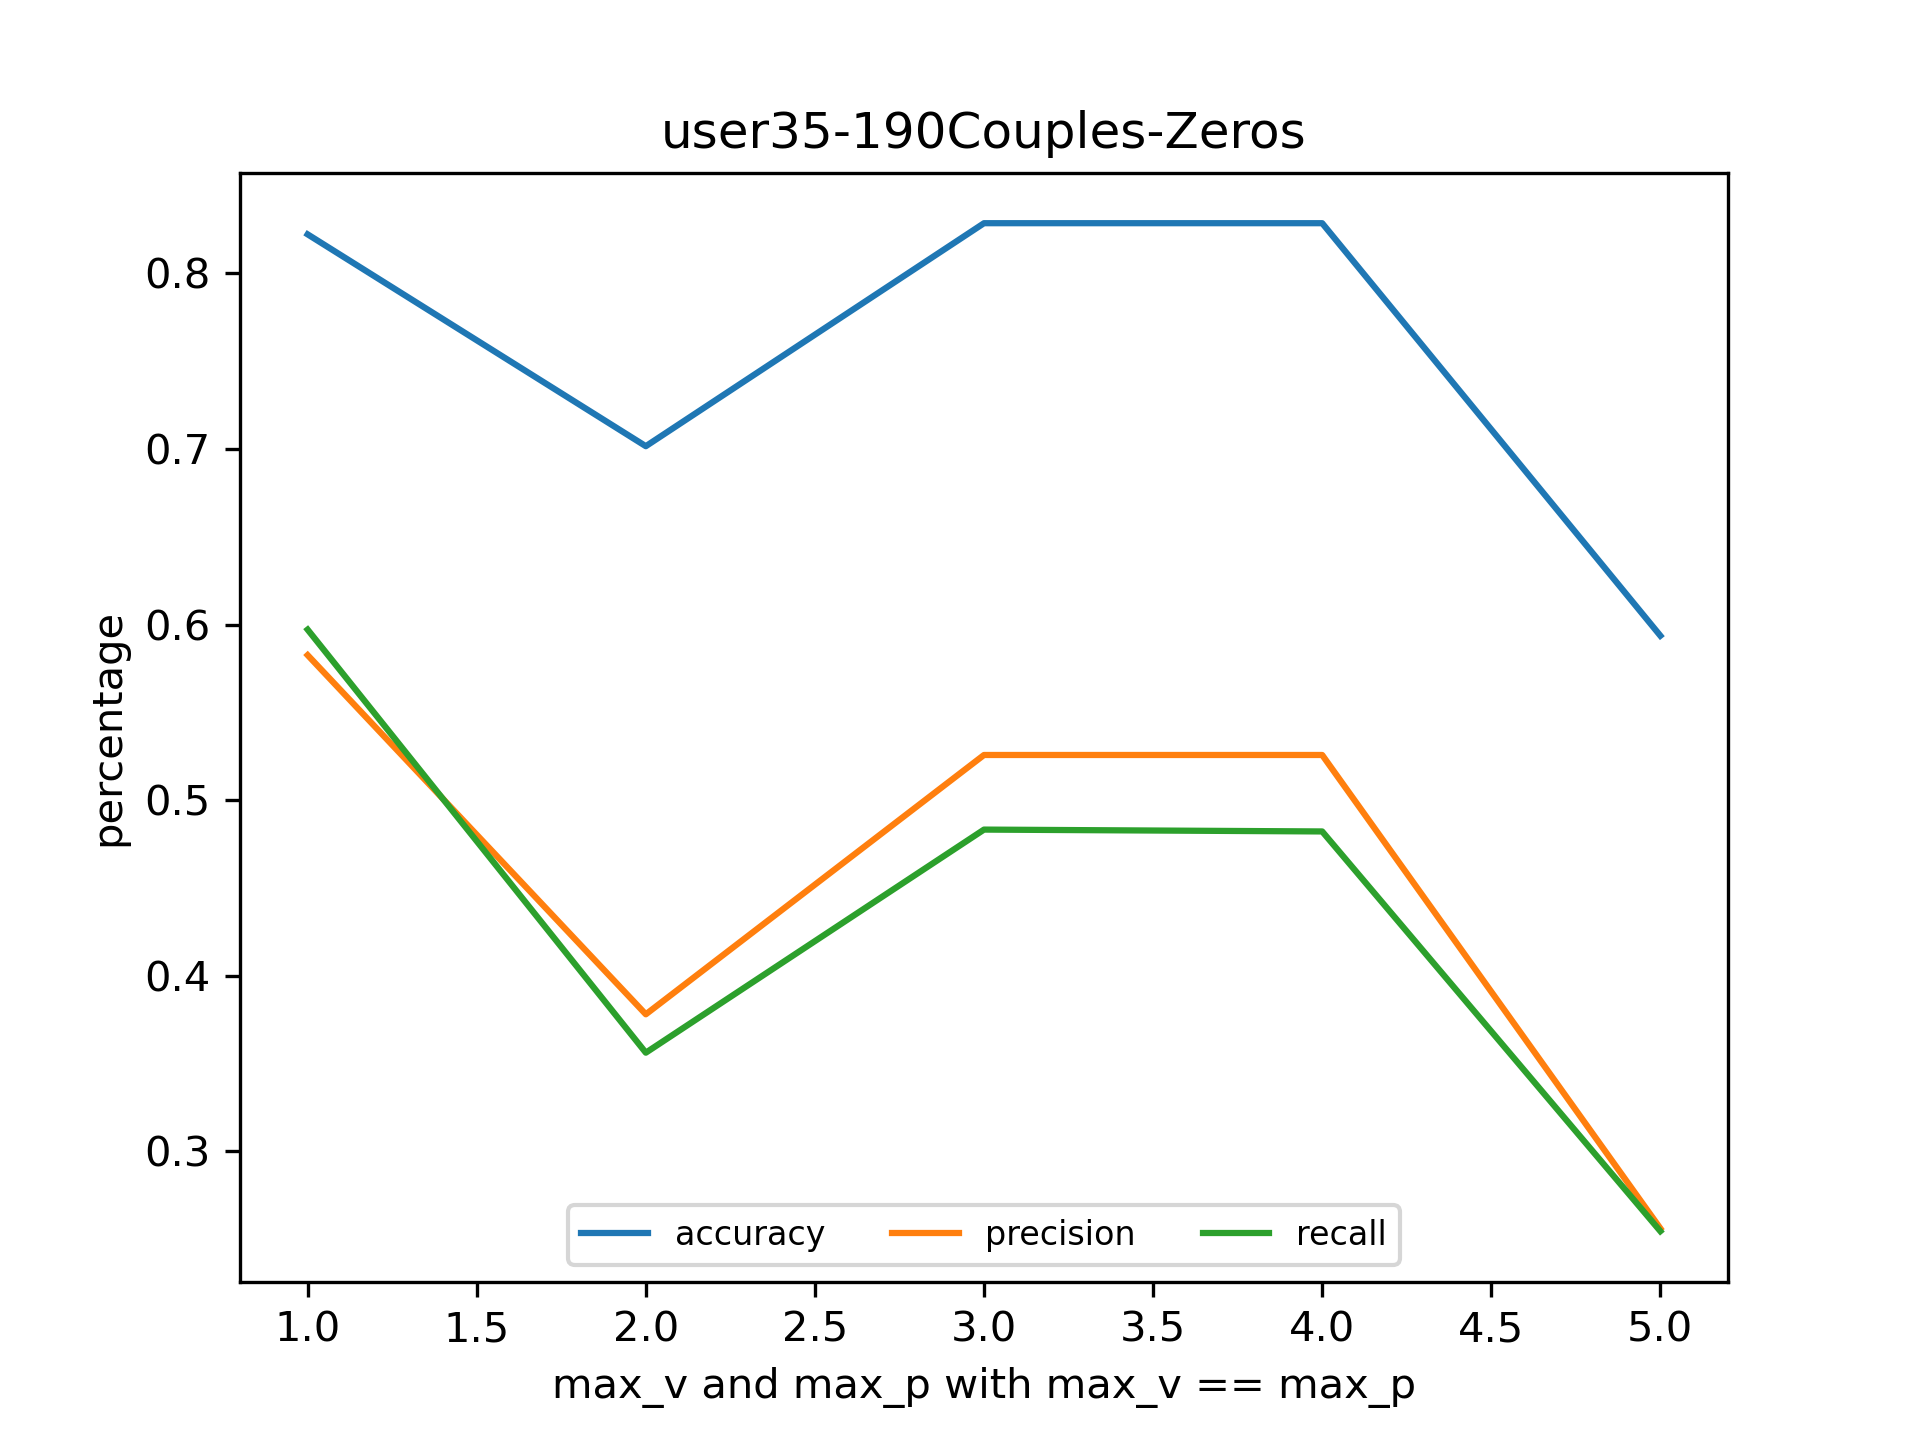 user35-190Couples-Zeros
percentage
0.8
0.7
0.6
0.5
0.4
0.3
accuracy precision recall
1.0 1.5 2.0 2.5 3.0 3.5 4.0 4.5 5.0
max_v and max_p with max_v == max_p